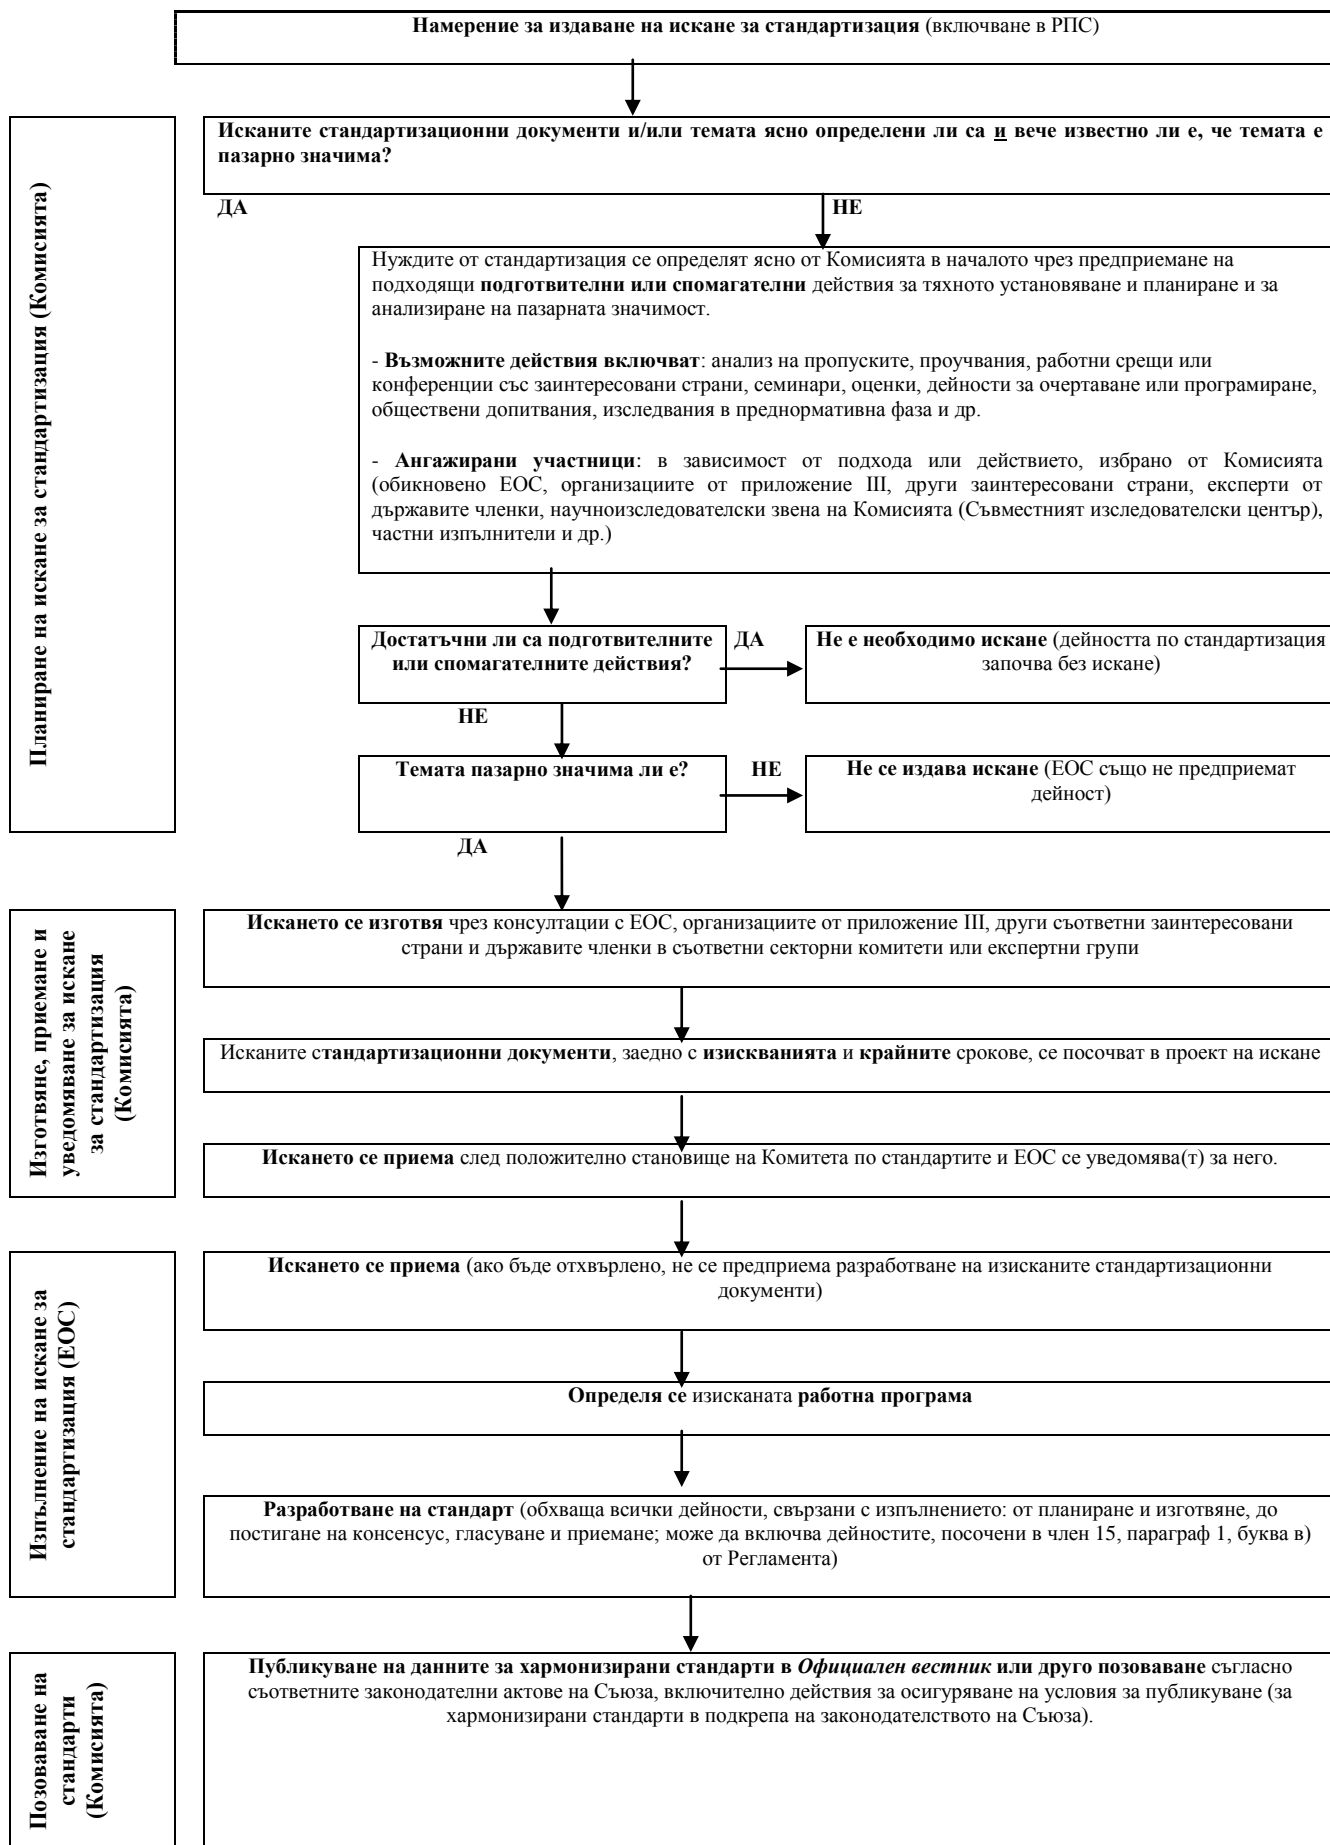 Намерение за издаване на искане за стандартизация (включване в РПС)
Планиране на искане за стандартизация (Комисията)
Исканите стандартизационни документи и/или темата ясно определени ли са и вече известно ли е, че темата е
пазарно значима?
ДА
НЕ
Нуждите от стандартизация се определят ясно от Комисията в началото чрез предприемане на
подходящи подготвителни или спомагателни действия за тяхното установяване и планиране и за
анализиране на пазарната значимост.
- Възможните действия включват: анализ на пропуските, проучвания, работни срещи или
конференции със заинтересовани страни, семинари, оценки, дейности за очертаване или програмиране,
обществени допитвания, изследвания в преднормативна фаза и др.
- Ангажирани участници: в зависимост от подхода или действието, избрано от Комисията
(обикновено ЕОС, организациите от приложение III, други заинтересовани страни, експерти от
държавите членки, научноизследователски звена на Комисията (Съвместният изследователски център),
частни изпълнители и др.)
Достатъчни ли са подготвителните
или спомагателните действия?
ДА
Не е необходимо искане (дейността по стандартизация
започва без искане)
НЕ
Темата пазарно значима ли е?
НЕ
Не се издава искане (ЕОС също не предприемат
дейност)
ДА
Изготвяне, приемане и
уведомяване за искане
за стандартизация
(Комисията)
Искането се изготвя чрез консултации с ЕОС, организациите от приложение III, други съответни заинтересовани
страни и държавите членки в съответни секторни комитети или експертни групи
Исканите стандартизационни документи, заедно с изискванията и крайните срокове, се посочват в проект на искане
Искането се приема след положително становище на Комитета по стандартите и ЕОС се уведомява(т) за него.
Изпълнение на искане за
стандартизация (ЕОС)
Искането се приема (ако бъде отхвърлено, не се предприема разработване на изисканите стандартизационни
документи)
Определя се изисканата работна програма
Разработване на стандарт (обхваща всички дейности, свързани с изпълнението: от планиране и изготвяне, до
постигане на консенсус, гласуване и приемане; може да включва дейностите, посочени в член 15, параграф 1, буква в)
от Регламента)
Позоваване на
стандарти
(Комисията)
Публикуване на данните за хармонизирани стандарти в Официален вестник или друго позоваване съгласно
съответните законодателни актове на Съюза, включително действия за осигуряване на условия за публикуване (за
хармонизирани стандарти в подкрепа на законодателството на Съюза).